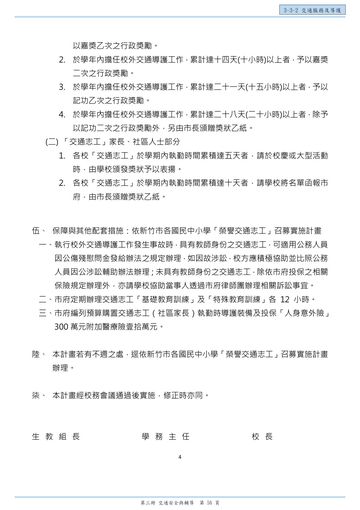 3-3-2 交通服務及導護
以嘉獎乙次之行政獎勵。
2. 於學年內擔任校外交通導護工作，累計達十四天(十小時)以上者，予以嘉獎
二次之行政獎勵。
3. 於學年內擔任校外交通導護工作，累計達二十一天(十五小時)以上者，予以
記功乙次之行政獎勵。
4. 於學年內擔任校外交通導護工作，累計達二十八天(二十小時)以上者，除予
以記功二次之行政獎勵外，另由市長頒贈獎狀乙紙。
(二) 「交通志工」家長、社區人士部分
1. 各校「交通志工」於學期內執勤時間累積達五天者，請於校慶或大型活動
時，由學校頒發獎狀予以表揚。
2. 各校「交通志工」於學期內執勤時間累積達十天者，請學校將名單函報市
府，由市長頒贈獎狀乙紙。
伍、 保障與其他配套措施：依新竹市各國民中小學「榮譽交通志工」召募實施計畫
一、執行校外交通導護工作發生事故時，具有教師身份之交通志工，可適用公務人員
因公傷殘慰問金發給辦法之規定辦理，如因故涉訟，校方應積極協助並比照公務
人員因公涉訟輔助辦法辦理；未具有教師身份之交通志工，除依市府投保之相關
保險規定辦理外，亦請學校協助當事人透過市府律師團辦理相關訴訟事宜。
二、市府定期辦理交通志工「基礎教育訓練」及「特殊教育訓練」各 12 小時。
三、市府編列預算購置交通志工（社區家長）執勤時導護裝備及投保「人身意外險」
300 萬元附加醫療險壹拾萬元。
陸、 本計畫若有不週之處，逕依新竹市各國民中小學「榮譽交通志工」召募實施計畫
辦理。
柒、 本計畫經校務會議通過後實施，修正時亦同。
生 教 組 長 學 務 主 任 校 長
4
第三冊 交通安全與輔導 第 56 頁